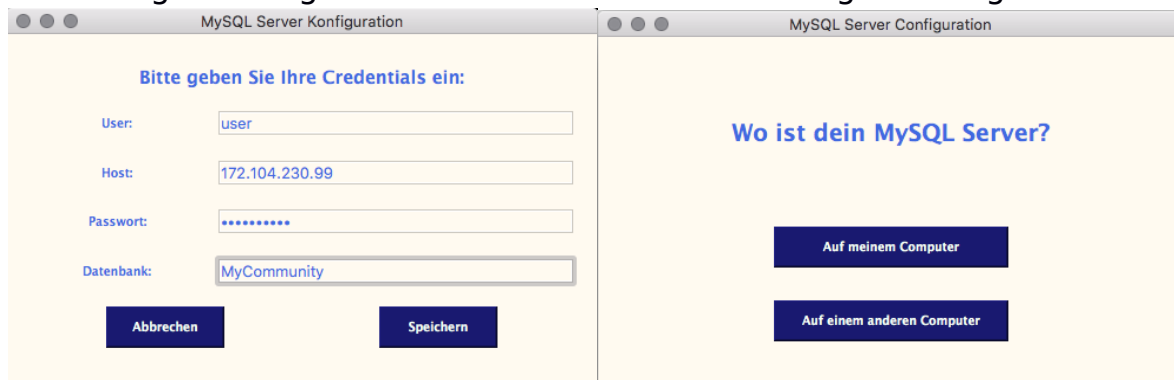 MySQL Server Konfiguration
Bitte geben Sie Ihre Credentials ein:
User: user
Host: 172.104.230.99
Passwort: ••••••••••
Datenbank: MyCommunity
Abbrechen Speichern
MySQL Server Configuration
Wo ist dein MySQL Server?
Auf meinem Computer
Auf einem anderen Computer